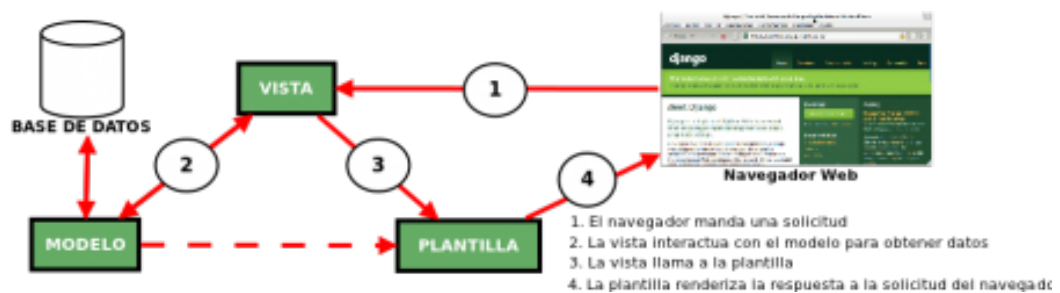 django
BASE DE DATOS
VISTA
1
2
3
4
Navegador Web
MODELO
PLANTILLA
1. El navegador manda una solicitud
2. La vista interactua con el modelo para obtener datos
3. La vista llama a la plantilla
4. La plantilla renderiza la respuesta a la solicitud del navegado